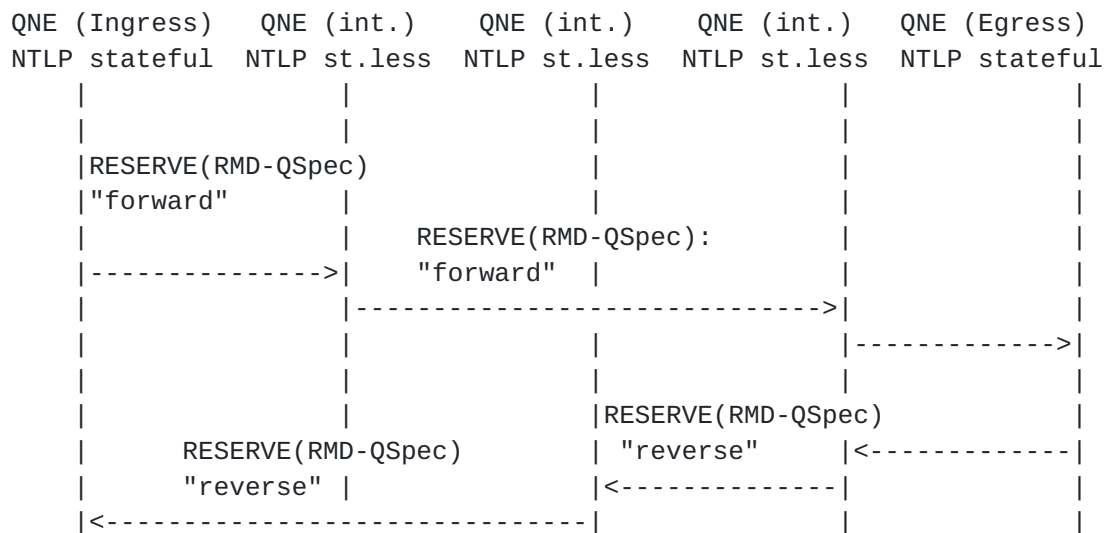 QNE (Ingress)   QNE (int.)   QNE (int.)   QNE (int.)   QNE (Egress)
NTLP stateful  NTLP st.less  NTLP st.less  NTLP st.less  NTLP stateful
RESERVE(RMD-QSpec)
"forward"
RESERVE(RMD-QSpec):
"forward"
RESERVE(RMD-QSpec)
RESERVE(RMD-QSpec) "reverse"
"reverse"